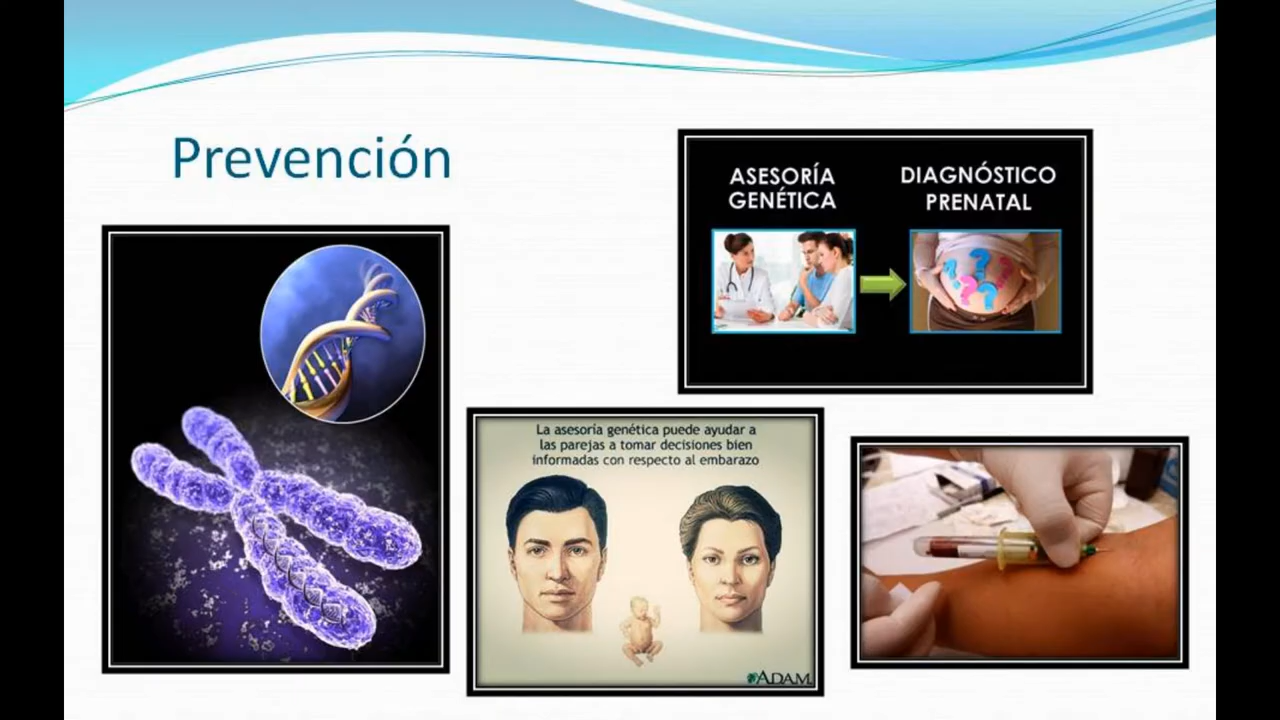 Prevención
ASESORÍA
GENÉTICA
DIAGNÓSTICO
PRENATAL
La asesoría genética puede ayudar a
las parejas a tomar decisiones bien
informadas con respecto al embarazo
ADAM.